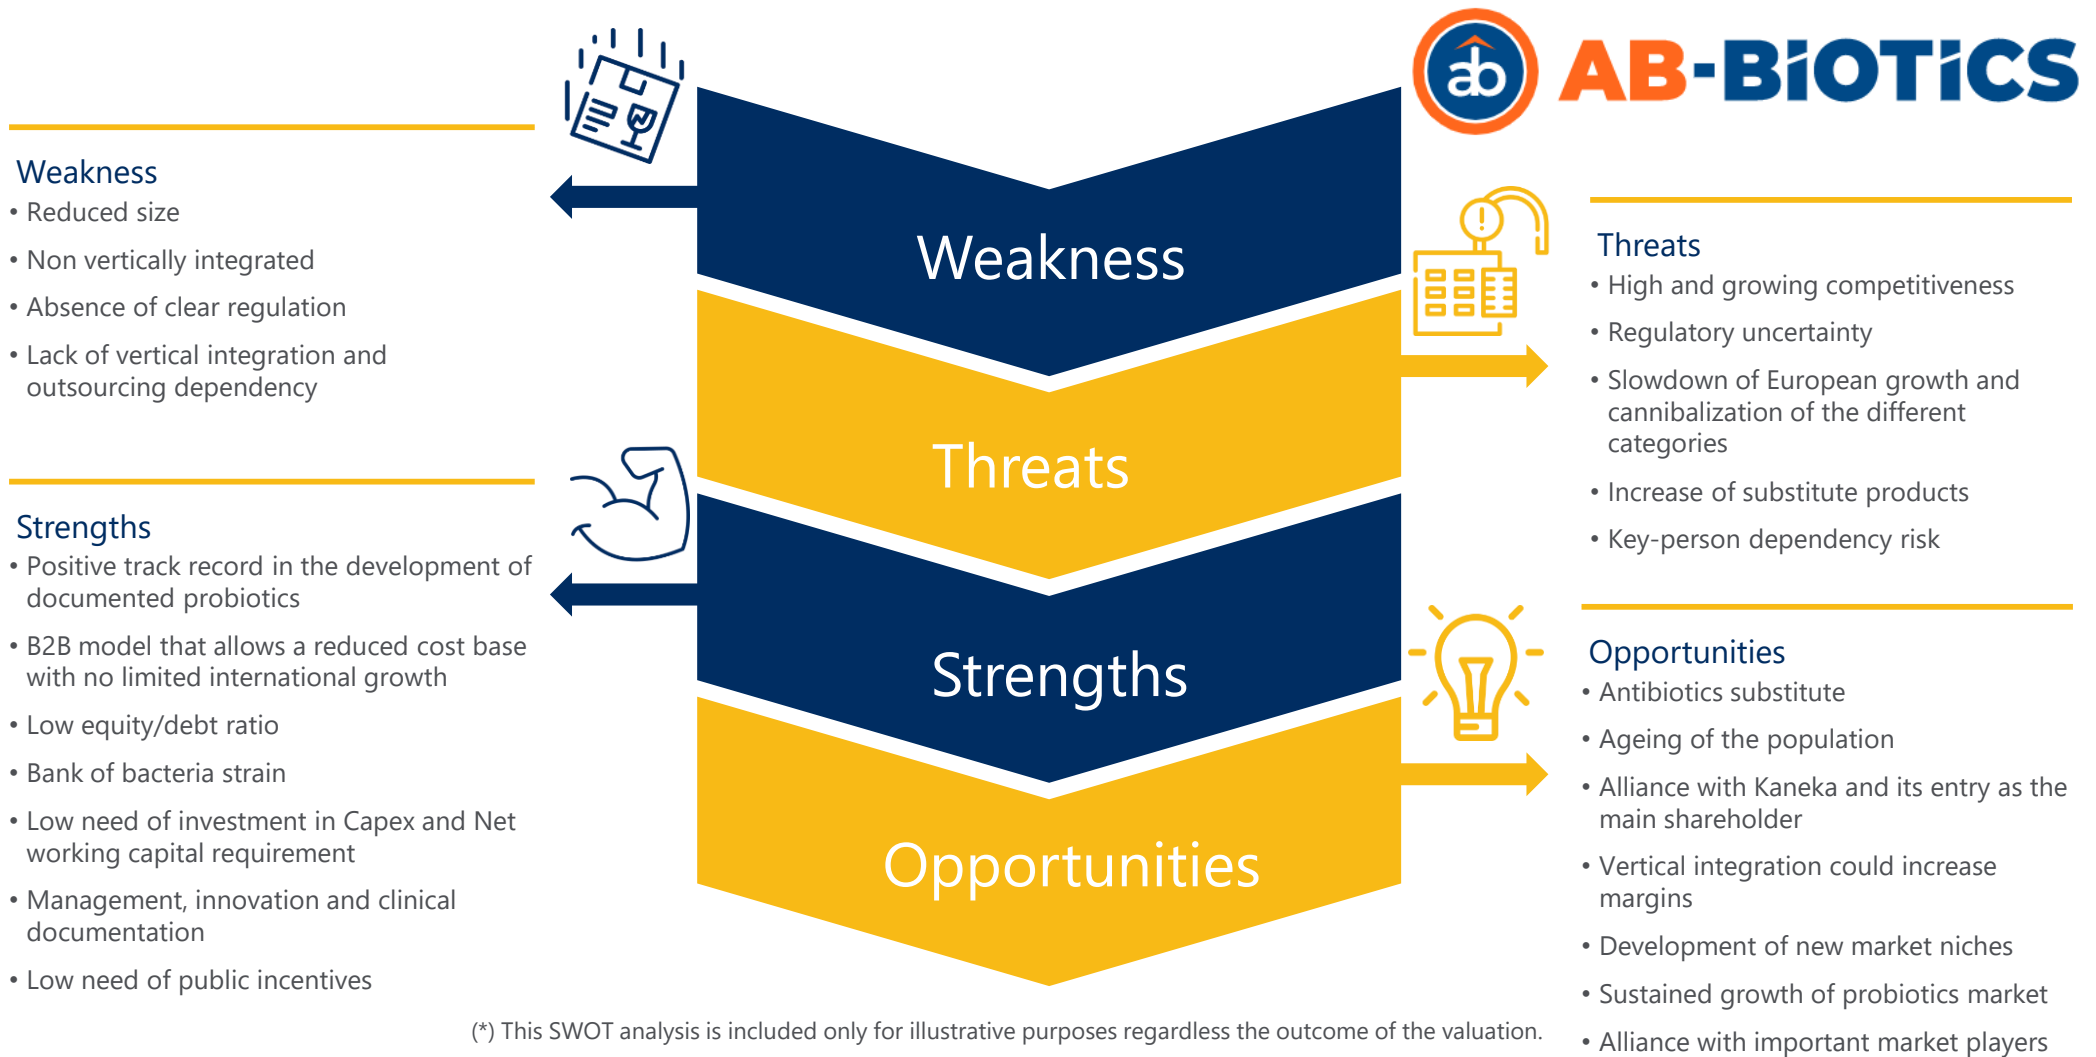 ab AB-BiOTiCS
Weakness
• Reduced size
• Non vertically integrated
• Absence of clear regulation
• Lack of vertical integration and
outsourcing dependency
Strengths
• Positive track record in the development of
documented probiotics
• B2B model that allows a reduced cost base
with no limited international growth
• Low equity/debt ratio
• Bank of bacteria strain
• Low need of investment in Capex and Net
working capital requirement
• Management, innovation and clinical
documentation
• Low need of public incentives
Weakness
Threats
Strengths
Opportunities
Threats
• High and growing competitiveness
• Regulatory uncertainty
• Slowdown of European growth and
cannibalization of the different
categories
• Increase of substitute products
• Key-person dependency risk
Opportunities
• Antibiotics substitute
• Ageing of the population
• Alliance with Kaneka and its entry as the
main shareholder
• Vertical integration could increase
margins
• Development of new market niches
• Sustained growth of probiotics market
• Alliance with important market players
(*) This SWOT analysis is included only for illustrative purposes regardless the outcome of the valuation.